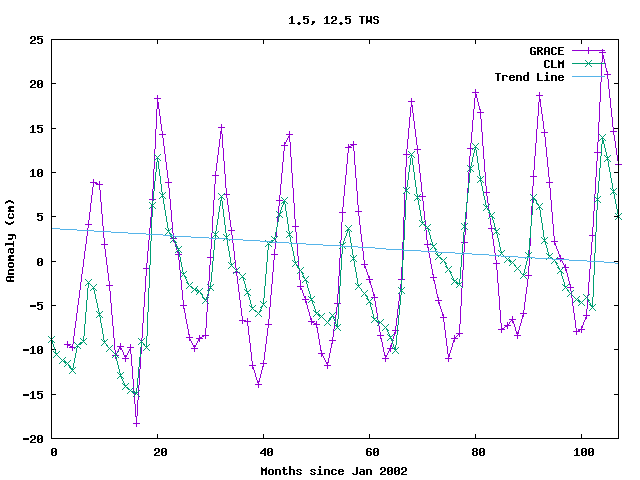 1.5, 12.5 TWS
GRACE
CLM
Trend Line
25
20
15
10
5
0
-5
-10
-15
-20
Anomaly (cm)
0 20 40 60 80 100
Months since Jan 2002